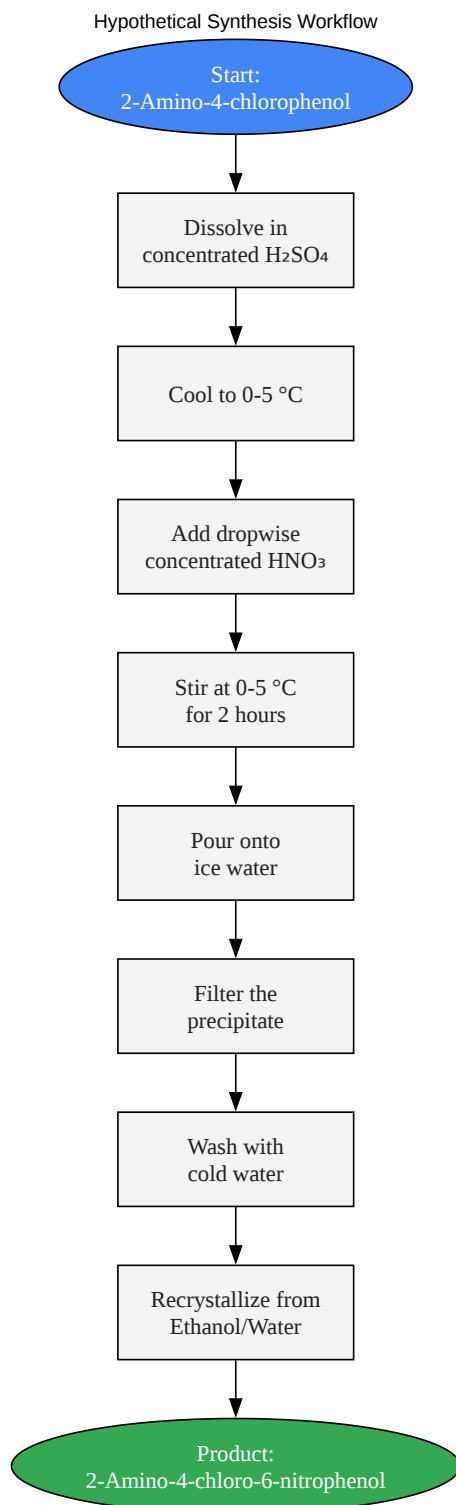 Hypothetical Synthesis Workflow
Start:
2-Amino-4-chlorophenol
Dissolve in
concentrated H₂SO₄
Cool to 0-5 °C
Add dropwise
concentrated HNO₃
Stir at 0-5 °C
for 2 hours
Pour onto
ice water
Filter the
precipitate
Wash with
cold water
Recrystallize from
Ethanol/Water
Product:
2-Amino-4-chloro-6-nitrophenol